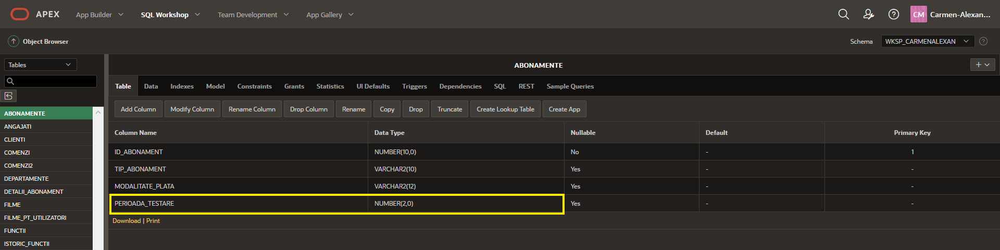 APEX App Builder SQL Workshop Team Development App Gallery CM Carmen-Alexan...
Object Browser Schema WKSP_CARMENALEXAN
Tables
ABONAMENTE
Table Data Indexes Model Constraints Grants Statistics UI Defaults Triggers Dependencies SQL REST Sample Queries
Add Column Modify Column Rename Column Drop Column Rename Copy Drop Truncate Create Lookup Table Create App
ABONAMENTE
ANGAJATI
CLIENTI
COMENZI
COMENZI2
DEPARTAMENTE
DETALII_ABONAMENT
FILME
FILME_PT_UTILIZATORI
FUNCTII
ISTORIC_FUNCTII
Column Name Data Type Nullable Default Primary Key
ID_ABONAMENT NUMBER(10,0) No - 1
TIP_ABONAMENT VARCHAR2(10) Yes - -
MODALITATE_PLATA VARCHAR2(12) Yes - -
PERIOADA_TESTARE NUMBER(2,0) Yes - -
Download | Print